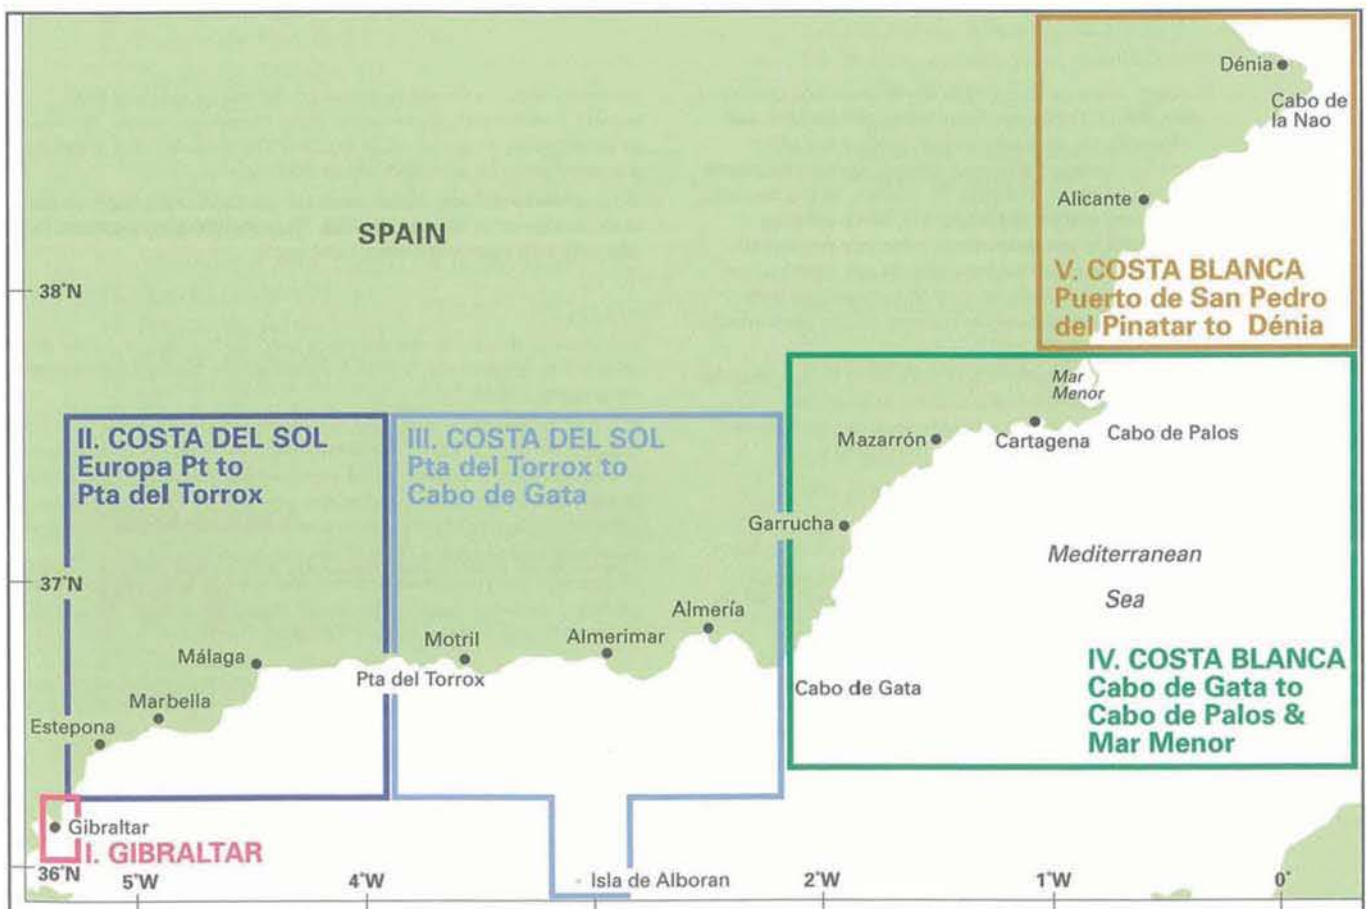 Dénia
Cabo de
la Nao
Alicante
SPAIN
V. COSTA BLANCA
Puerto de San Pedro
del Pinatar to Dénia
38°N
Mar
Menor
II. COSTA DEL SOL
Europa Pt to
Pta del Torrox
III. COSTA DEL SOL
Pta del Torrox to
Cabo de Gata
Mazarrón
Cartagena
Cabo de Palos
Garrucha
Mediterranean
Sea
37°N
Almería
Motril
Almerimar
Málaga
Pta del Torrox
Cabo de Gata
IV. COSTA BLANCA
Cabo de Gata to
Cabo de Palos &
Mar Menor
Marbella
Estepona
Gibraltar
I. GIBRALTAR
36°N
5°W
4°W
Isla de Alboran
2°W
1°W
0°